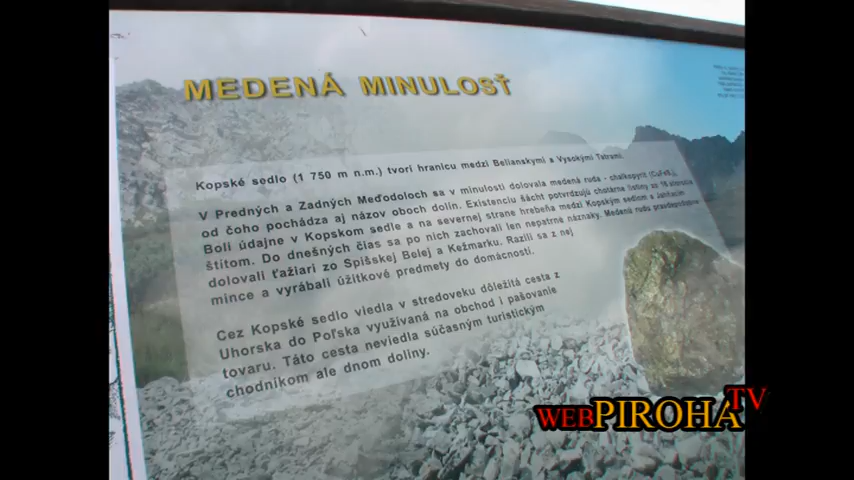 MEDENÁ MINULOSŤ
Kopské sedlo (1 750 m n.m.) tvorí hranicu medzi Belianskymi a Vysokými Tatrami.
V Predných a Zadných Meďodoloch sa v minulosti dolovala medená ruda - chalkopyrit (CuFeS₂),
od čoho pochádza aj názov oboch dolín. Existenciu šácht potvrdzujú chotárne listiny zo 16.storočia
Boli údajne v Kopskom sedle a na severnej strane hrebeňa medzi Kopským sedlom a Jahňacím
štítom. Do dnešných čias sa po nich zachovali len nepatrné náznaky. Medenú rudu pravdepodobne
dolovali ťažiari zo Spišskej Belej a Kežmarku. Razili sa z nej
mince a vyrábali úžitkové predmety do domácností.
Cez Kopské sedlo viedla v stredoveku dôležitá cesta z
Uhorska do Poľska využívaná na obchod i pašovanie
tovaru. Táto cesta neviedla súčasným turistickým
chodníkom ale dnom doliny.
WEBPIROHATV